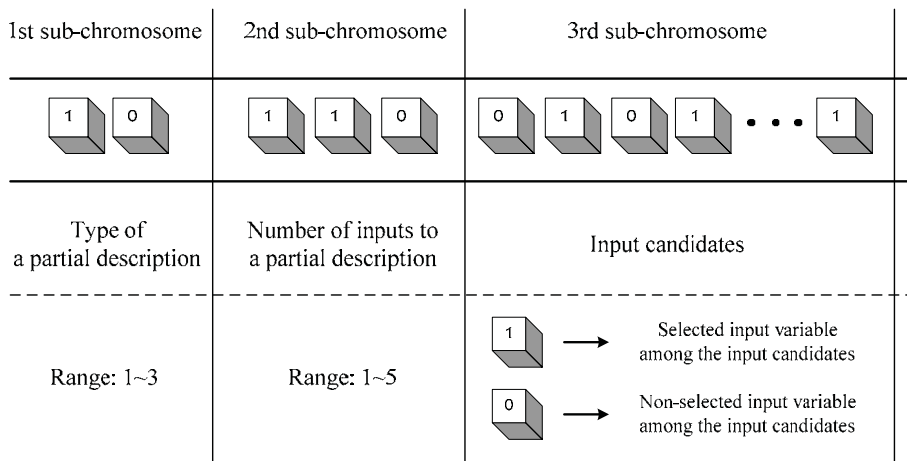 1st sub-chromosome
2nd sub-chromosome
3rd sub-chromosome
1 0
1 1 0
0 1 0 1 • • • 1
Type of
a partial description
Number of inputs to
a partial description
Input candidates
Range: 1~3
Range: 1~5
1
Selected input variable
among the input candidates
0
Non-selected input variable
among the input candidates